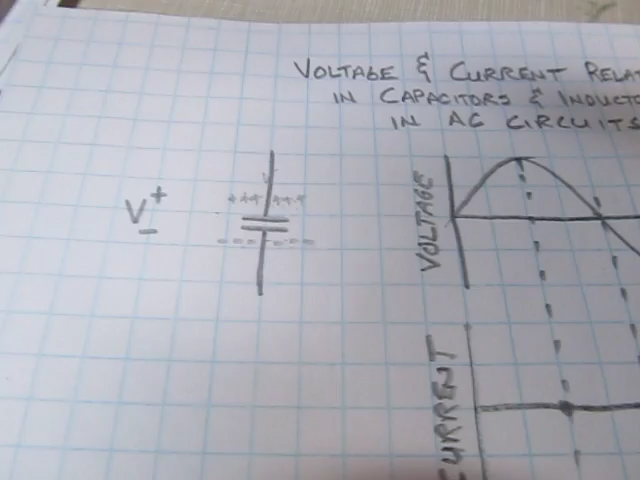 VOLTAGE & CURRENT
IN CAPACITORS &
IN AC CIRCUITS
V
+
-
+++ +++
VOLTAGE
CURRENT